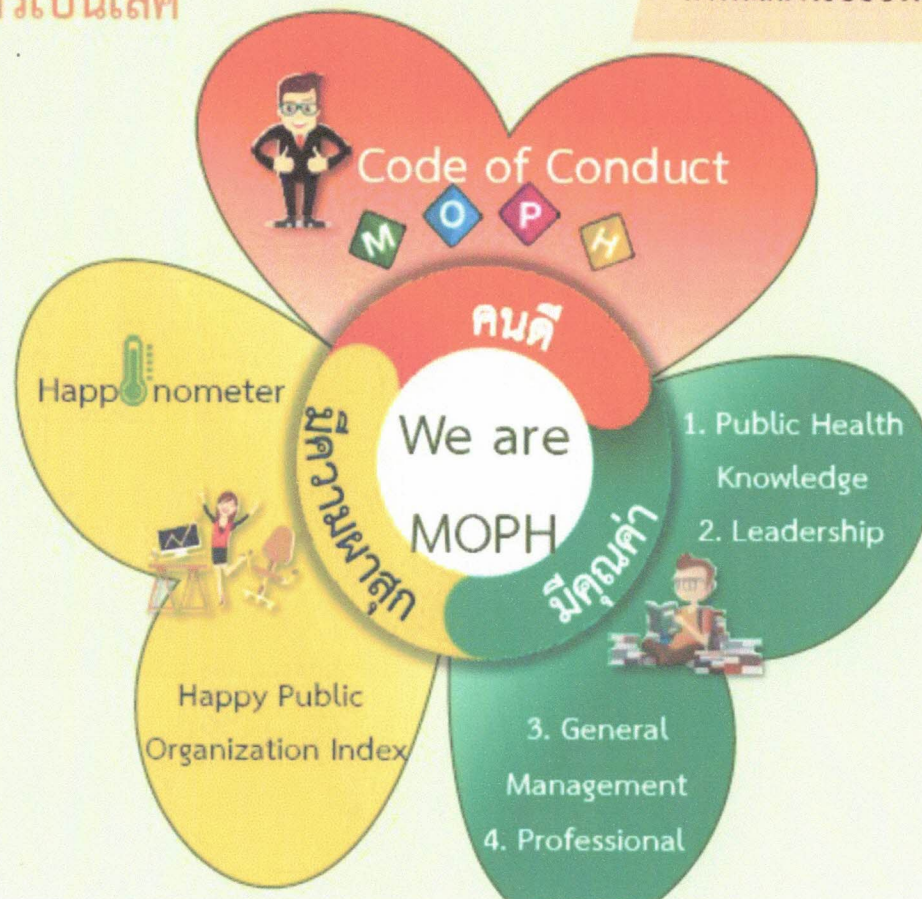 Code of Conduct
M O P H
คนดี
Happinometer
มีความผาสุก
We are
MOPH
มีคุณค่า
1. Public Health
Knowledge
2. Leadership
Happy Public
Organization Index
3. General
Management
4. Professional